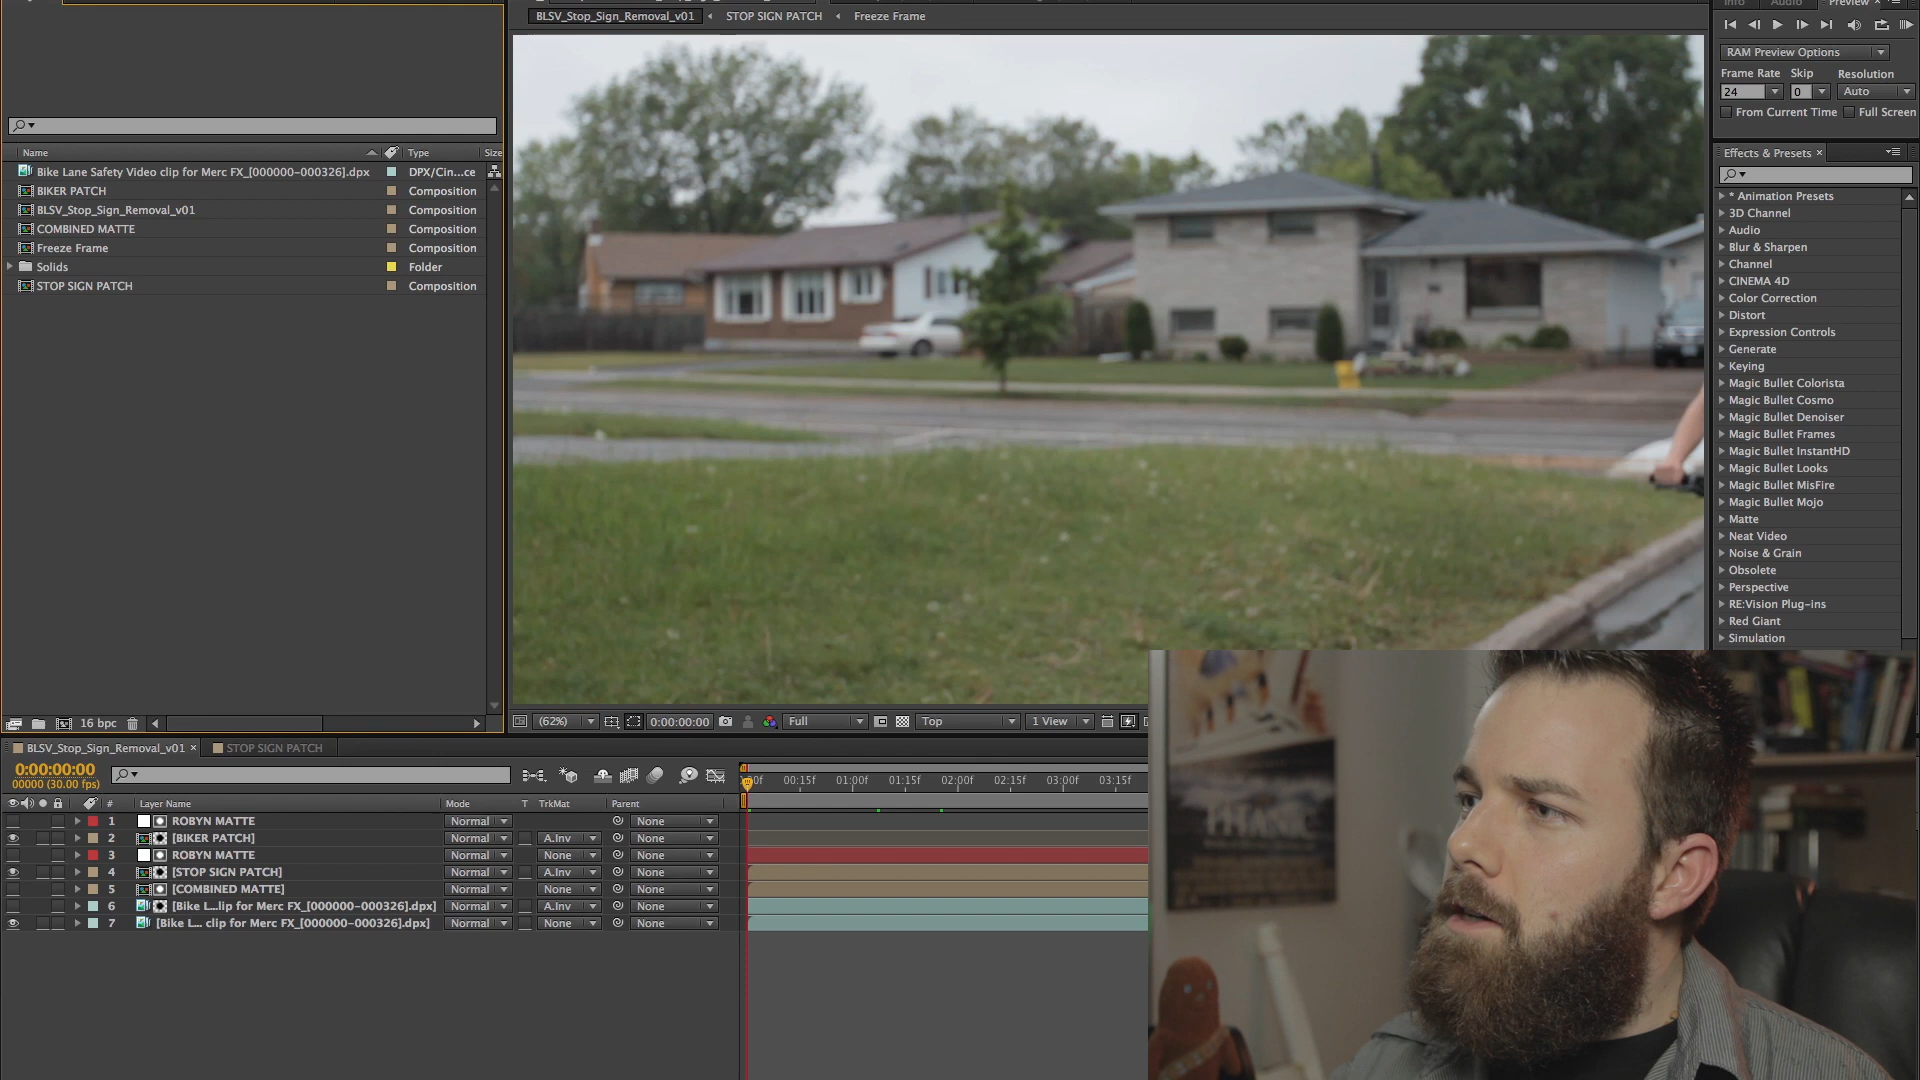 BLSV_Stop_Sign_Removal_v01 STOP SIGN PATCH Freeze Frame
Info Audio Preview
RAM Preview Options
Frame Rate Skip Resolution
24 0 Auto
From Current Time Full Screen
Effects & Presets
* Animation Presets
3D Channel
Audio
Blur & Sharpen
Channel
CINEMA 4D
Color Correction
Distort
Expression Controls
Generate
Keying
Magic Bullet Colorista
Magic Bullet Cosmo
Magic Bullet Denoiser
Magic Bullet Frames
Magic Bullet InstantHD
Magic Bullet Looks
Magic Bullet MisFire
Magic Bullet Mojo
Matte
Neat Video
Noise & Grain
Obsolete
Perspective
RE:Vision Plug-ins
Red Giant
Simulation
Name Type Size
Bike Lane Safety Video clip for Merc FX_[000000-000326].dpx DPX/Cin...ce
BIKER PATCH Composition
BLSV_Stop_Sign_Removal_v01 Composition
COMBINED MATTE Composition
Freeze Frame Composition
Solids Folder
STOP SIGN PATCH Composition
16 bpc
(62%) 0:00:00:00 Full Top 1 View
BLSV_Stop_Sign_Removal_v01 STOP SIGN PATCH
0:00:00:00
00000 (30.00 fps)
00f 00:15f 01:00f 01:15f 02:00f 02:15f 03:00f 03:15f
# Layer Name Mode T TrkMat Parent
1 ROBYN MATTE Normal None
2 [BIKER PATCH] Normal A.Inv None
3 ROBYN MATTE Normal None None
4 [STOP SIGN PATCH] Normal A.Inv None
5 [COMBINED MATTE] Normal None None
6 [Bike L...lip for Merc FX_[000000-000326].dpx] Normal A.Inv None
7 [Bike L... clip for Merc FX_[000000-000326].dpx] Normal None None
THANK